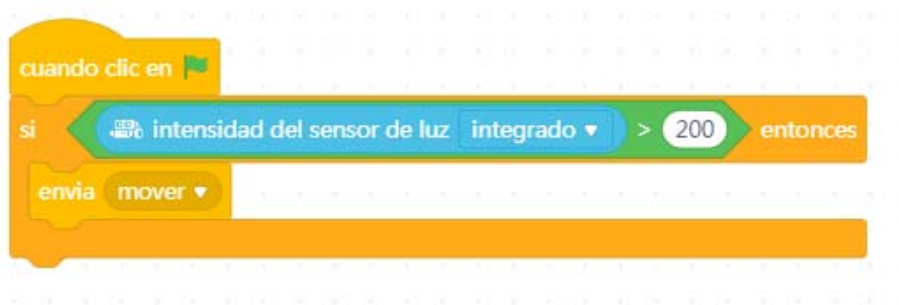 cuando clic en
si intensidad del sensor de luz integrado > 200 entonces
envia mover